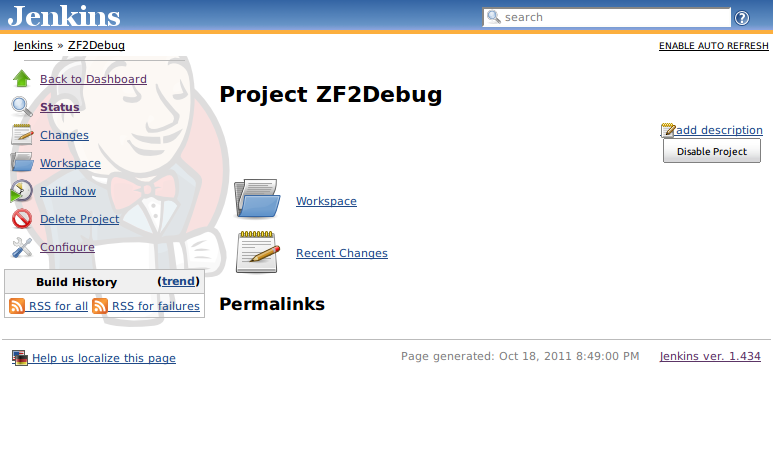 Jenkins
search
Jenkins » ZF2Debug
ENABLE AUTO REFRESH
Back to Dashboard
Status
Changes
Workspace
Build Now
Delete Project
Configure
Build History (trend)
RSS for all RSS for failures
Project ZF2Debug
add description
Disable Project
Workspace
Recent Changes
Permalinks
Help us localize this page
Page generated: Oct 18, 2011 8:49:00 PM
Jenkins ver. 1.434